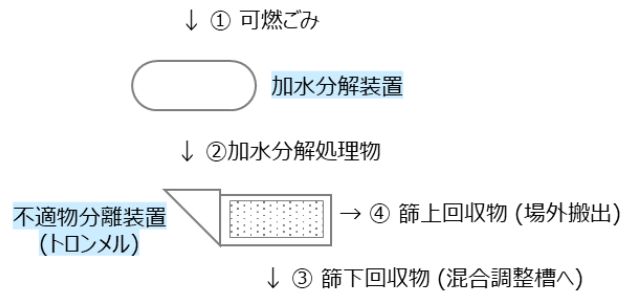 ↓ ① 可燃ごみ
加水分解装置
↓ ②加水分解処理物
不適物分離装置
(トロンメル)
→ ④ 篩上回収物 (場外搬出)
↓ ③ 篩下回収物 (混合調整槽へ)